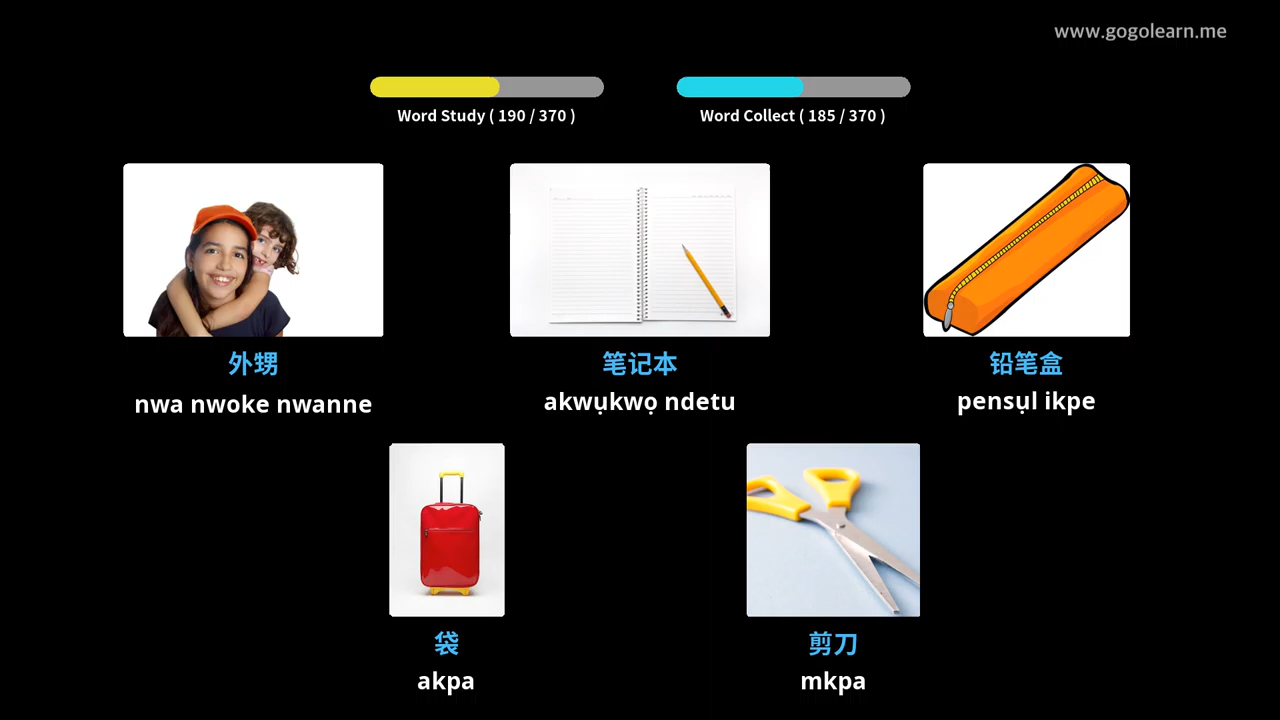 www.gogolearn.me
Word Study ( 190 / 370 )
Word Collect ( 185 / 370 )
外甥
nwa nwoke nwanne
笔记本
akwụkwọ ndetu
铅笔盒
pensụl ikpe
袋
akpa
剪刀
mkpa